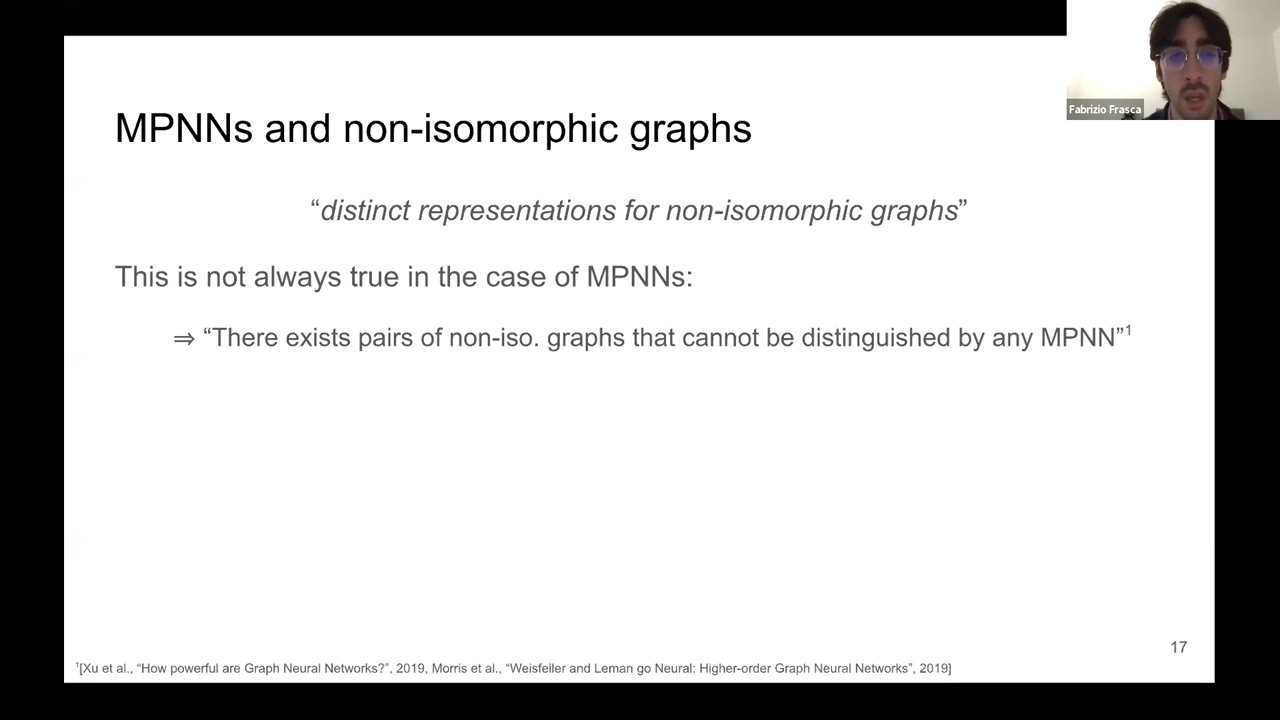 Fabrizio Frasca
MPNNs and non-isomorphic graphs
“distinct representations for non-isomorphic graphs”
This is not always true in the case of MPNNs:
⇒ “There exists pairs of non-iso. graphs that cannot be distinguished by any MPNN”¹
17
¹[Xu et al., “How powerful are Graph Neural Networks?”, 2019, Morris et al., “Weisfeiler and Leman go Neural: Higher-order Graph Neural Networks”, 2019]